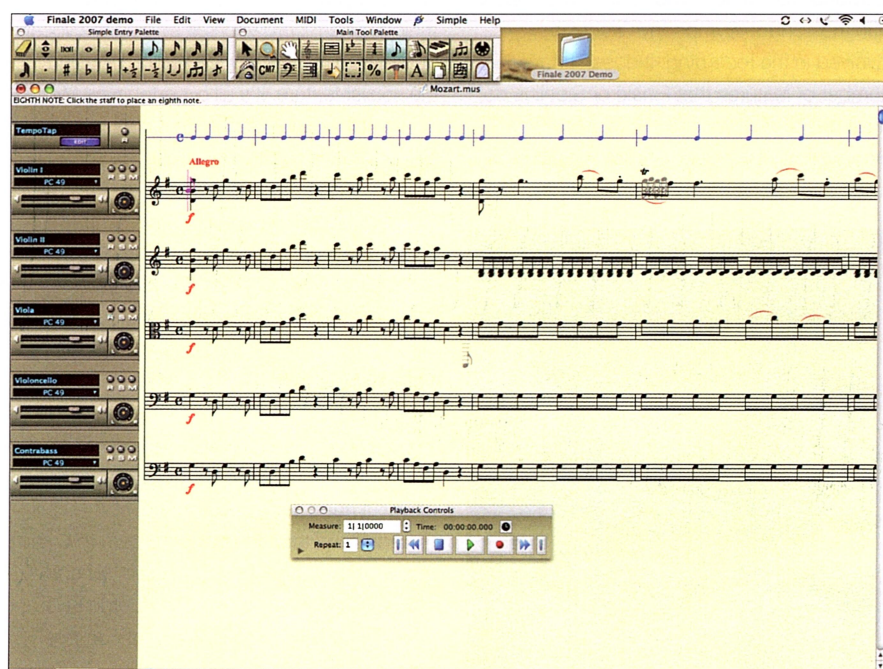 Finale 2007 demo File Edit View Document MIDI Tools Window Simple Help
Simple Entry Palette
Main Tool Palette
CM7
A
Finale 2007 Demo
Mozart.mus
EIGHTH NOTE: Click the staff to place an eighth note.
TempoTap
EDIT
R
Allegro
Violin I
PC 49
R S M
f
Violin II
PC 49
R S M
f
Viola
PC 49
R S M
f
Violoncello
PC 49
R S M
f
Contrabass
PC 49
R S M
f
Playback Controls
Measure: 1| 1|0000 Time: 00:00:00.000
Repeat: 1